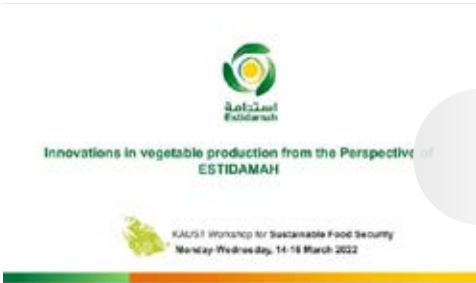 استدامة
Estidamah
Innovations in vegetable production from the Perspective of
ESTIDAMAH
KAUST Workshop for Sustainable Food Security
Monday-Wednesday, 14-16 March 2022